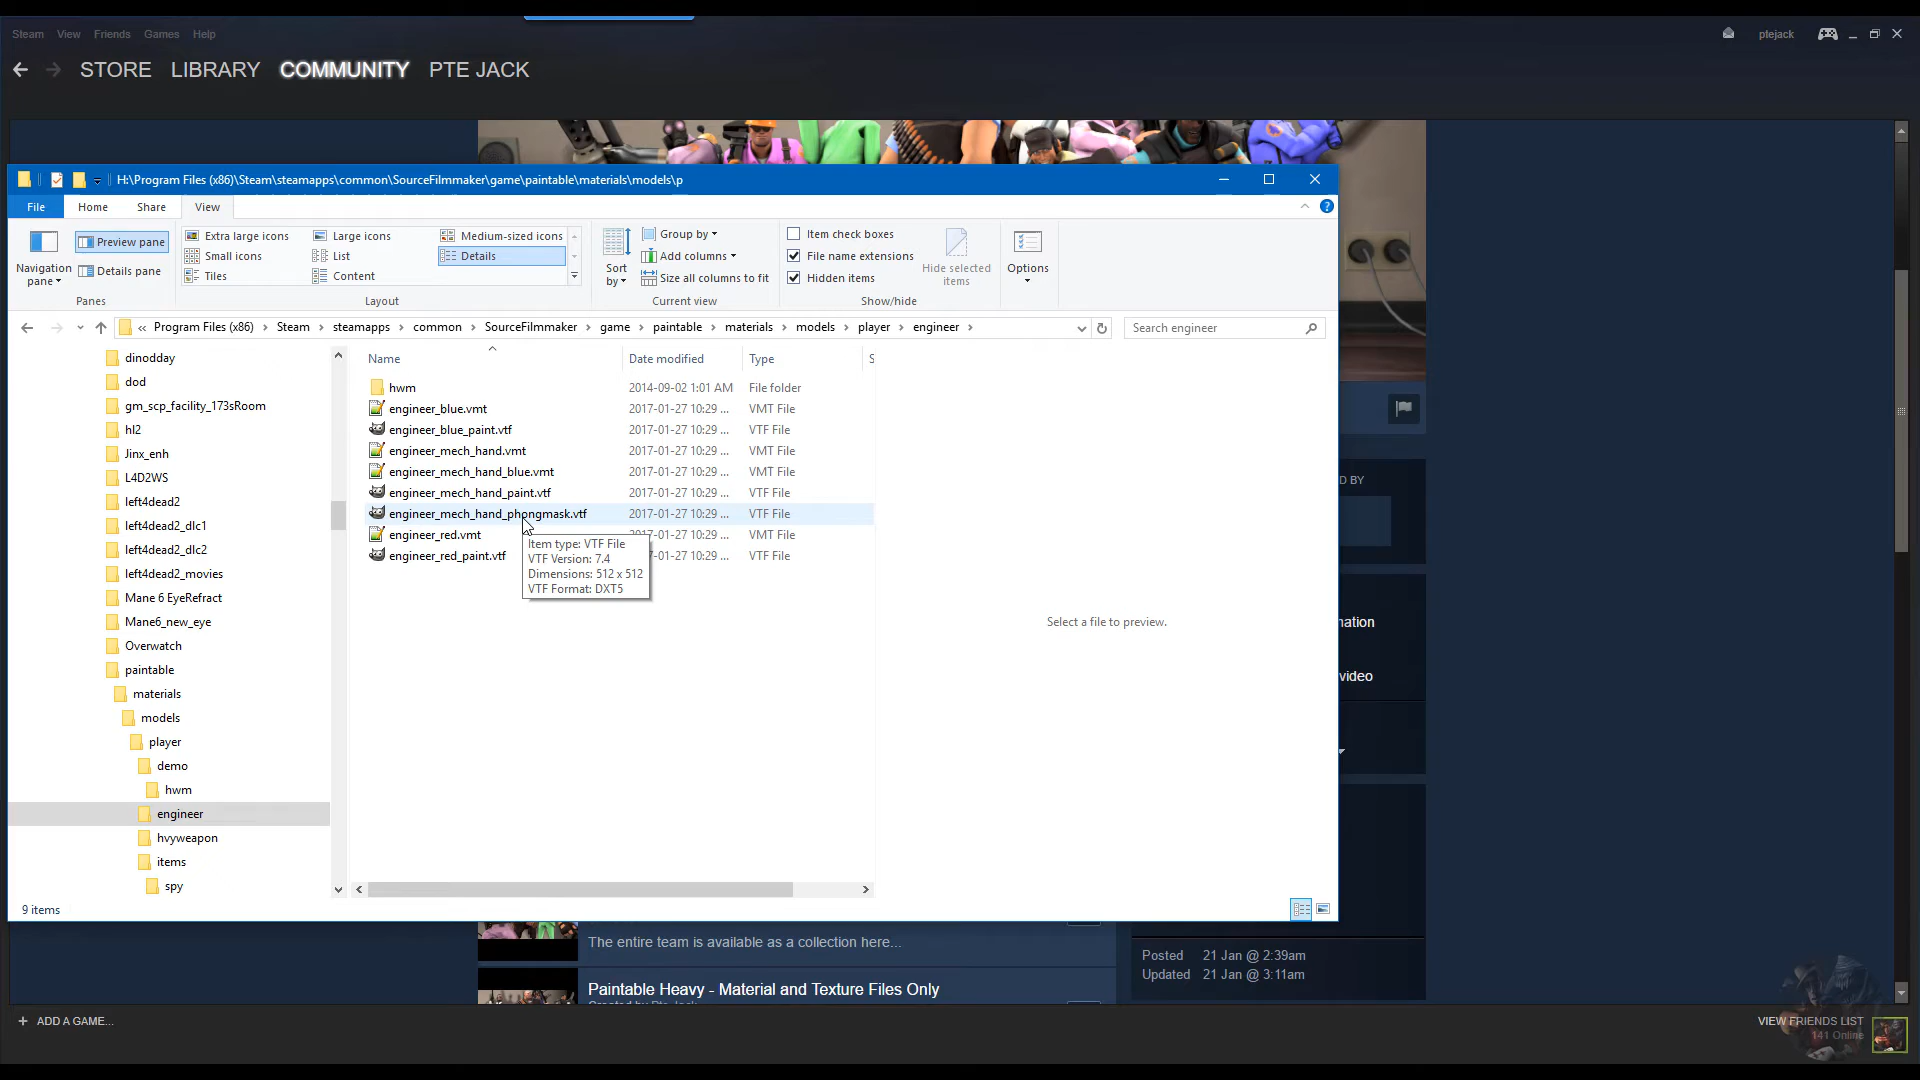 Steam View Friends Games Help
ptejack
STORE LIBRARY COMMUNITY PTE JACK
H:\Program Files (x86)\Steam\steamapps\common\SourceFilmmaker\game\paintable\materials\models\p
File Home Share View
Navigation pane
Preview pane
Details pane
Panes
Extra large icons Large icons Medium-sized icons
Small icons List Details
Tiles Content
Layout
Sort by
Group by
Add columns
Size all columns to fit
Current view
Item check boxes
File name extensions
Hidden items
Hide selected items
Show/hide
Options
« Program Files (x86) > Steam > steamapps > common > SourceFilmmaker > game > paintable > materials > models > player > engineer >
Search engineer
dinodday
dod
gm_scp_facility_173sRoom
hl2
Jinx_enh
L4D2WS
left4dead2
left4dead2_dlc1
left4dead2_dlc2
left4dead2_movies
Mane 6 EyeRefract
Mane6_new_eye
Overwatch
paintable
materials
models
player
demo
hwm
engineer
hvyweapon
items
spy
Name Date modified Type S
hwm 2014-09-02 1:01 AM File folder
engineer_blue.vmt 2017-01-27 10:29 ... VMT File
engineer_blue_paint.vtf 2017-01-27 10:29 ... VTF File
engineer_mech_hand.vmt 2017-01-27 10:29 ... VMT File
engineer_mech_hand_blue.vmt 2017-01-27 10:29 ... VMT File
engineer_mech_hand_paint.vtf 2017-01-27 10:29 ... VTF File
engineer_mech_hand_phongmask.vtf 2017-01-27 10:29 ... VTF File
engineer_red.vmt 7-01-27 10:29 ... VMT File
engineer_red_paint.vtf 7-01-27 10:29 ... VTF File
Item type: VTF File
VTF Version: 7.4
Dimensions: 512 x 512
VTF Format: DXT5
Select a file to preview.
9 items
D BY
nation
video
The entire team is available as a collection here...
Paintable Heavy - Material and Texture Files Only
Posted 21 Jan @ 2:39am
Updated 21 Jan @ 3:11am
+ ADD A GAME...
VIEW FRIENDS LIST
141 Online